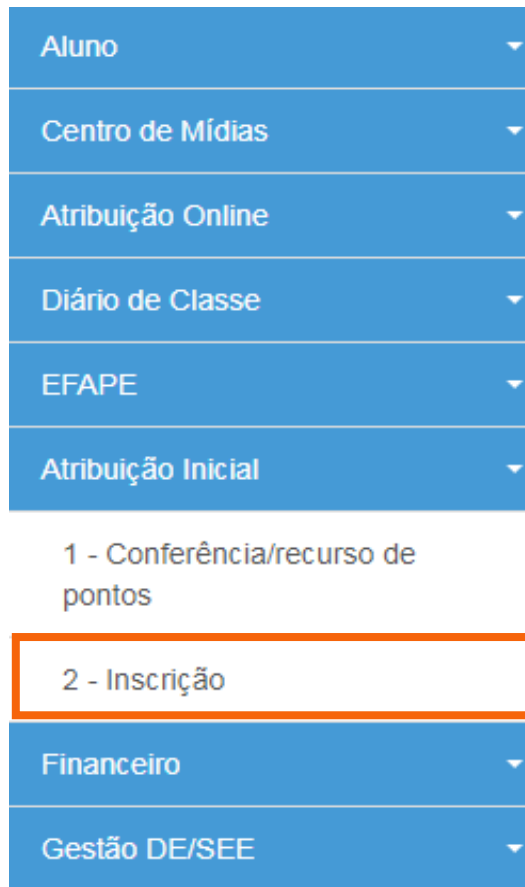 Aluno
Centro de Mídias
Atribuição Online
Diário de Classe
EFAPE
Atribuição Inicial
1 - Conferência/recurso de
pontos
2 - Inscrição
Financeiro
Gestão DE/SEE